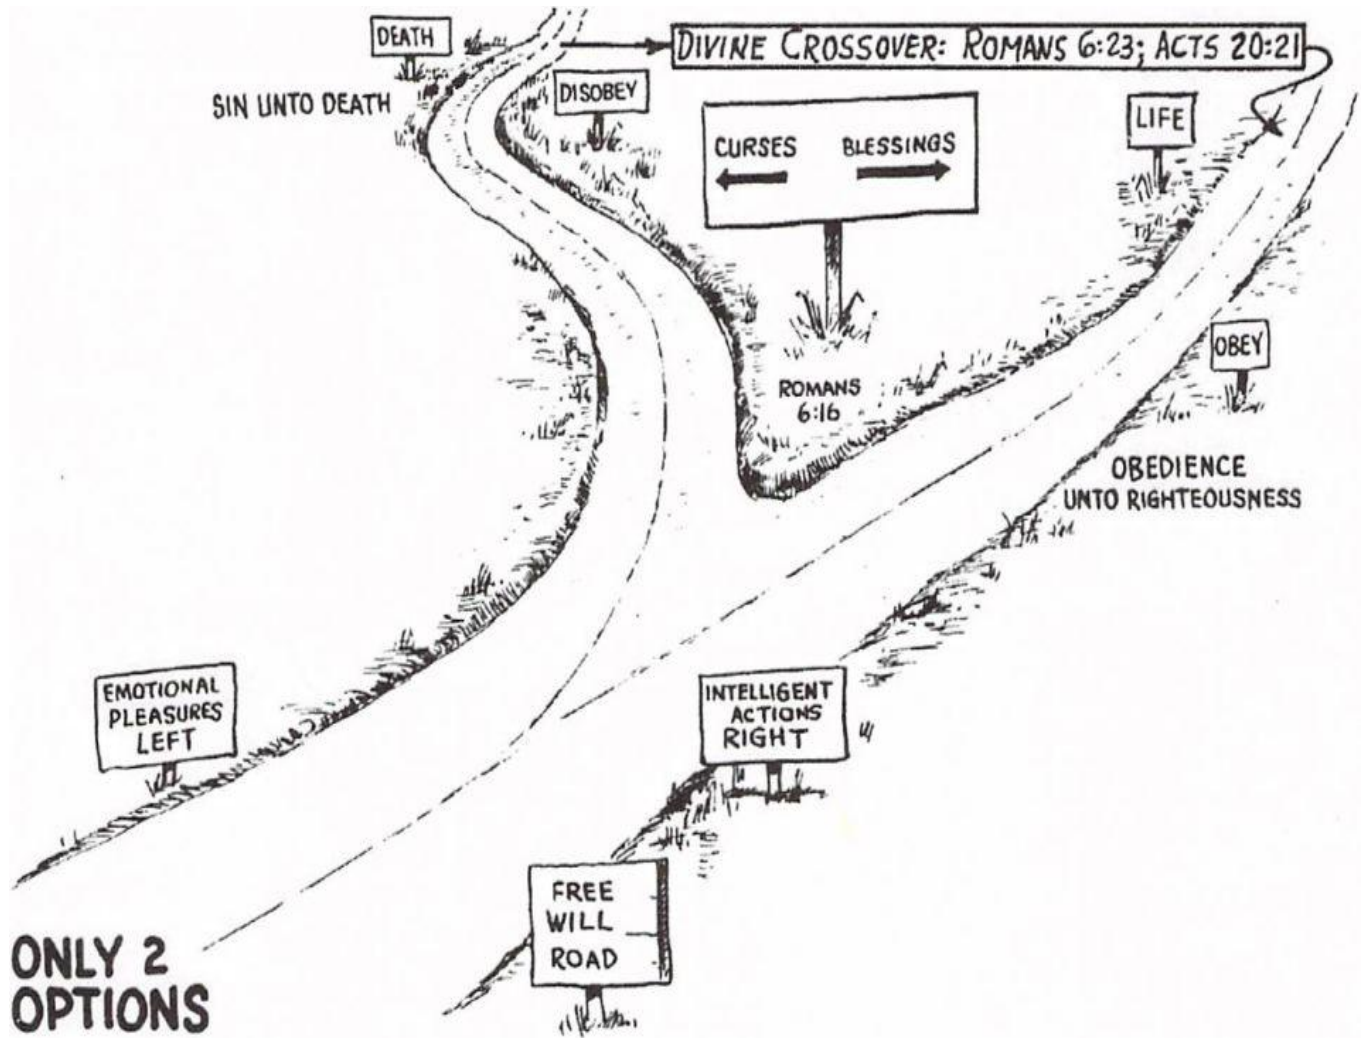 DEATH
DIVINE CROSSOVER: ROMANS 6:23; ACTS 20:21
SIN UNTO DEATH
DISOBEY
CURSES
BLESSINGS
LIFE
OBEY
ROMANS
6:16
OBEDIENCE
UNTO RIGHTEOUSNESS
EMOTIONAL
PLEASURES
LEFT
INTELLIGENT
ACTIONS
RIGHT
FREE
WILL
ROAD
ONLY 2
OPTIONS